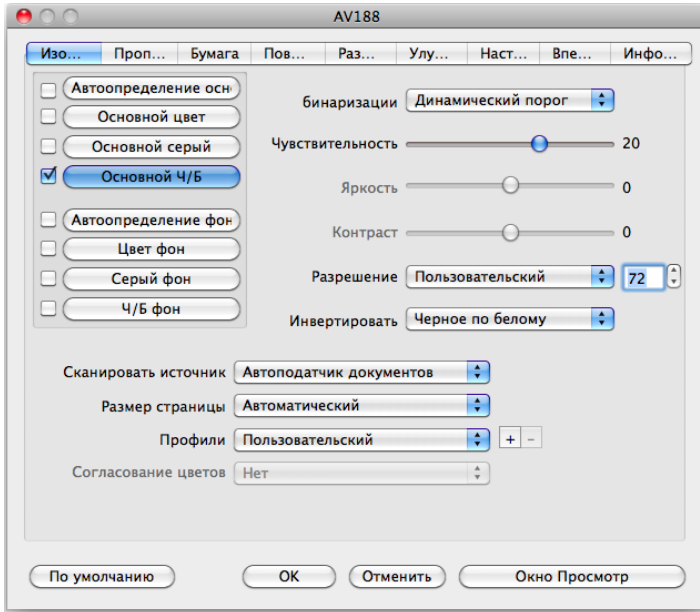 AV188
Изо... Проп... Бумага Пов... Раз... Улу... Наст... Впе... Инфо...
Автоопределение осн
Основной цвет
Основной серый
Основной Ч/Б
Автоопределение фон
Цвет фон
Серый фон
Ч/Б фон
бинаризации Динамический порог
Чувствительность 20
Яркость 0
Контраст 0
Разрешение Пользовательский 72
Инвертировать Черное по белому
Сканировать источник Автоподатчик документов
Размер страницы Автоматический
Профили Пользовательский + −
Согласование цветов Нет
По умолчанию OK Отменить Окно Просмотр